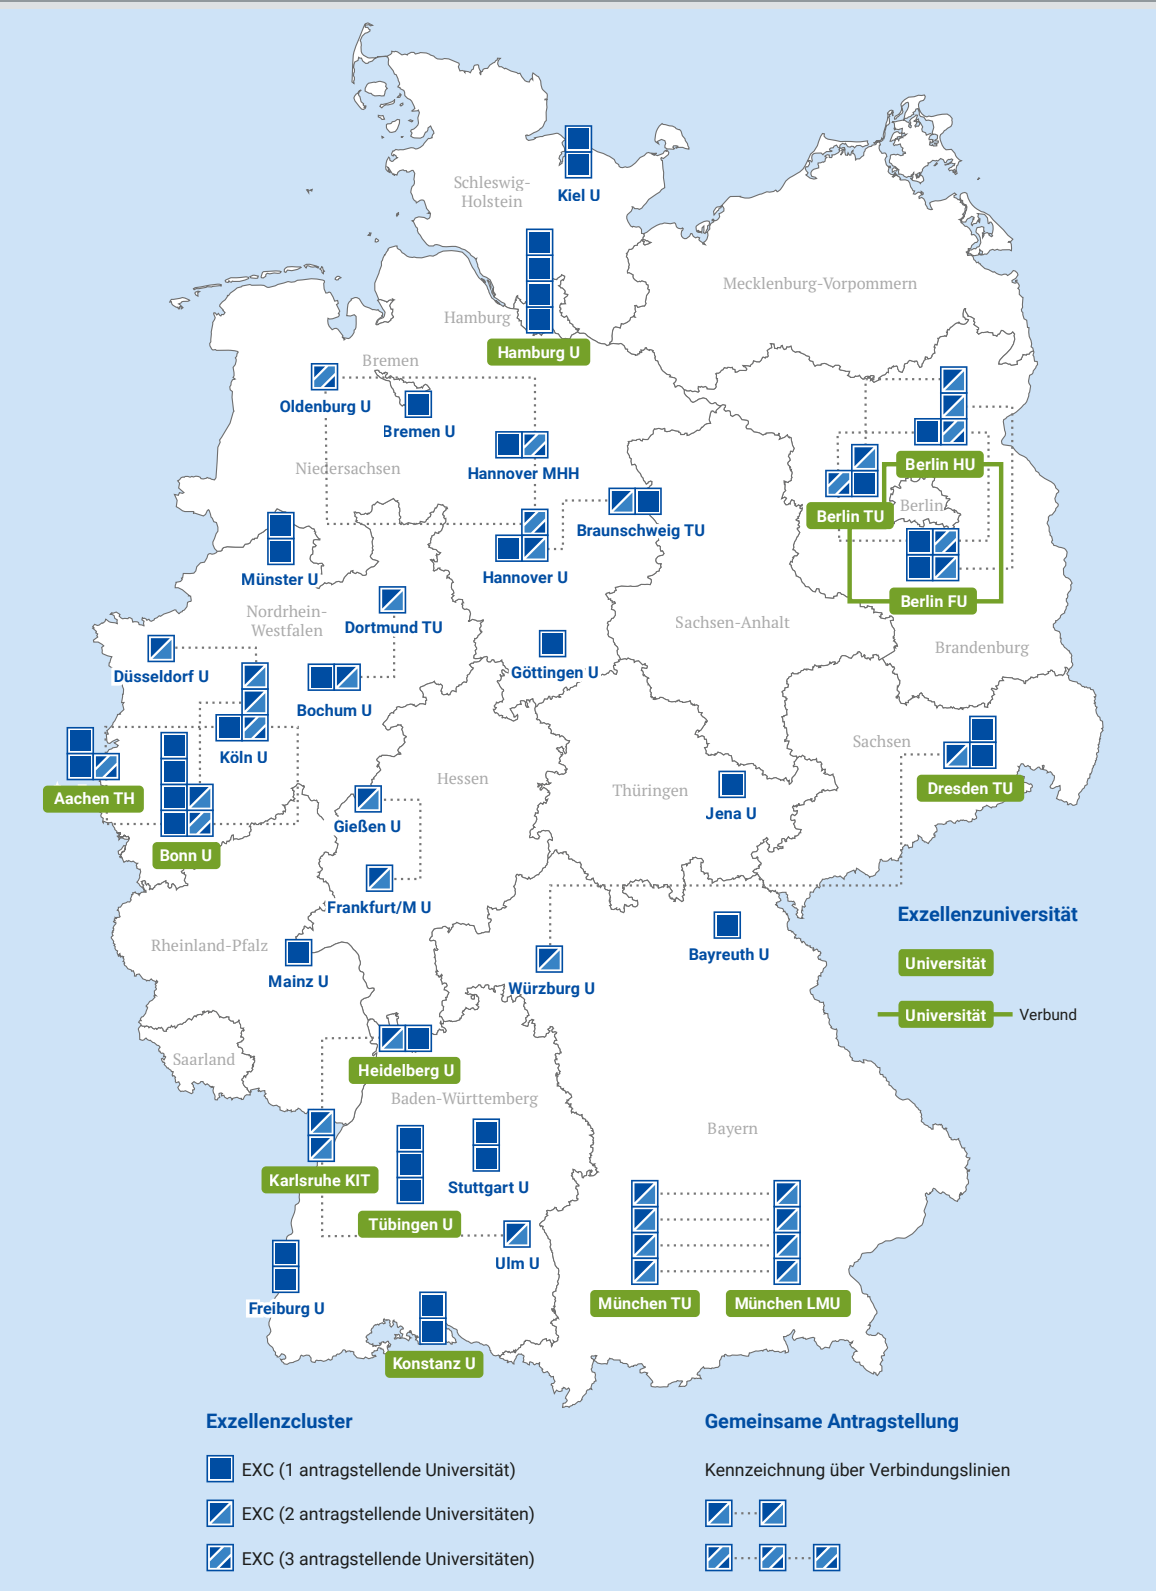 Schleswig-
Holstein
Kiel U
Mecklenburg-Vorpommern
Hamburg
Hamburg U
Bremen
Oldenburg U
Bremen U
Niedersachsen
Hannover MHH
Berlin HU
Berlin TU
Berlin
Braunschweig TU
Münster U
Hannover U
Berlin FU
Nordrhein-
Westfalen
Dortmund TU
Sachsen-Anhalt
Brandenburg
Düsseldorf U
Göttingen U
Bochum U
Köln U
Sachsen
Hessen
Thüringen
Dresden TU
Aachen TH
Jena U
Gießen U
Bonn U
Frankfurt/M U
Exzellenzuniversität
Rheinland-Pfalz
Bayreuth U
Universität
Mainz U
Würzburg U
Universität
Verbund
Saarland
Heidelberg U
Baden-Württemberg
Bayern
Karlsruhe KIT
Stuttgart U
Tübingen U
Ulm U
Freiburg U
München TU
München LMU
Konstanz U
Exzellenzcluster
EXC (1 antragstellende Universität)
EXC (2 antragstellende Universitäten)
EXC (3 antragstellende Universitäten)
Gemeinsame Antragstellung
Kennzeichnung über Verbindungslinien